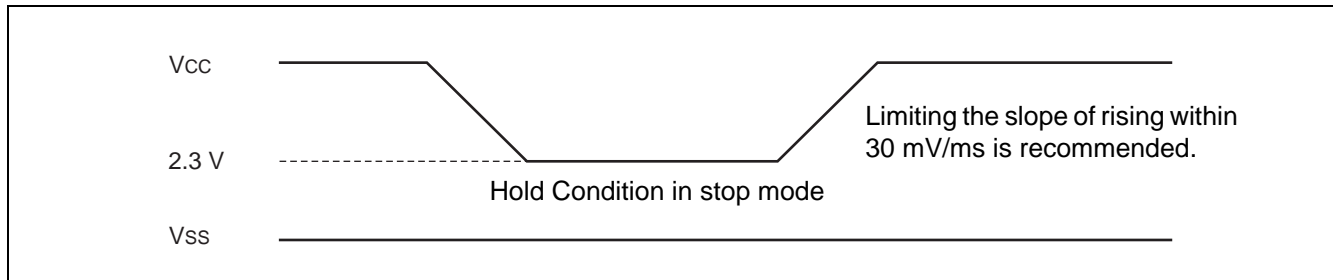 Vcc
Limiting the slope of rising within
30 mV/ms is recommended.
2.3 V
Hold Condition in stop mode
Vss